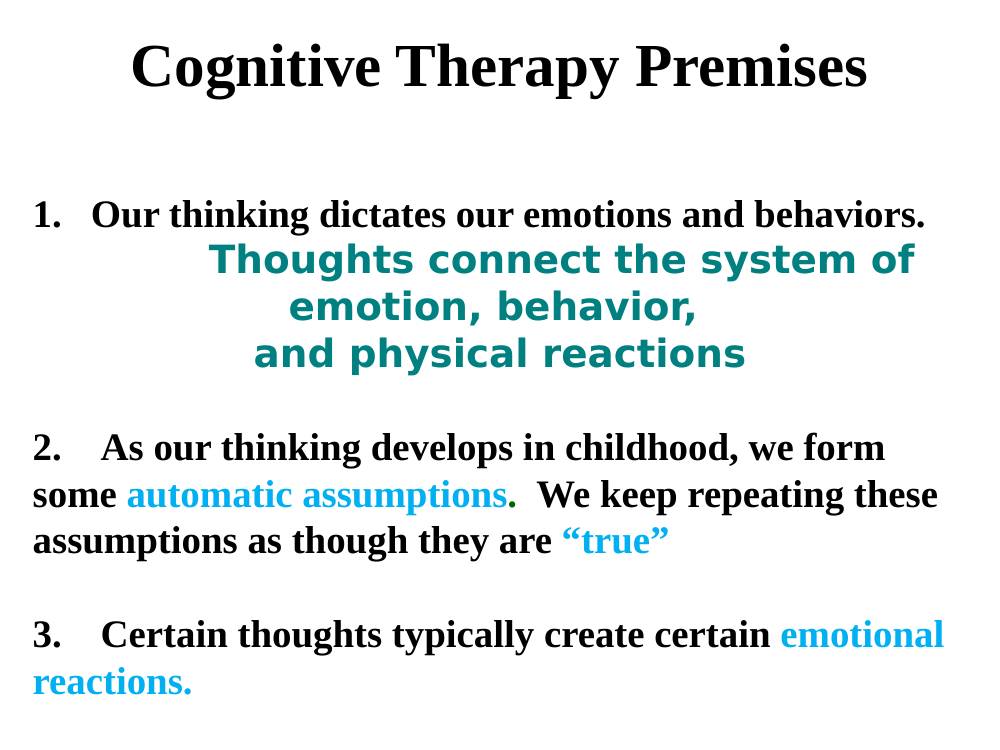 Cognitive Therapy Premises
1. Our thinking dictates our emotions and behaviors.
Thoughts connect the system of
emotion, behavior,
and physical reactions
2. As our thinking develops in childhood, we form
some automatic assumptions. We keep repeating these
assumptions as though they are “true”
3. Certain thoughts typically create certain emotional
reactions.